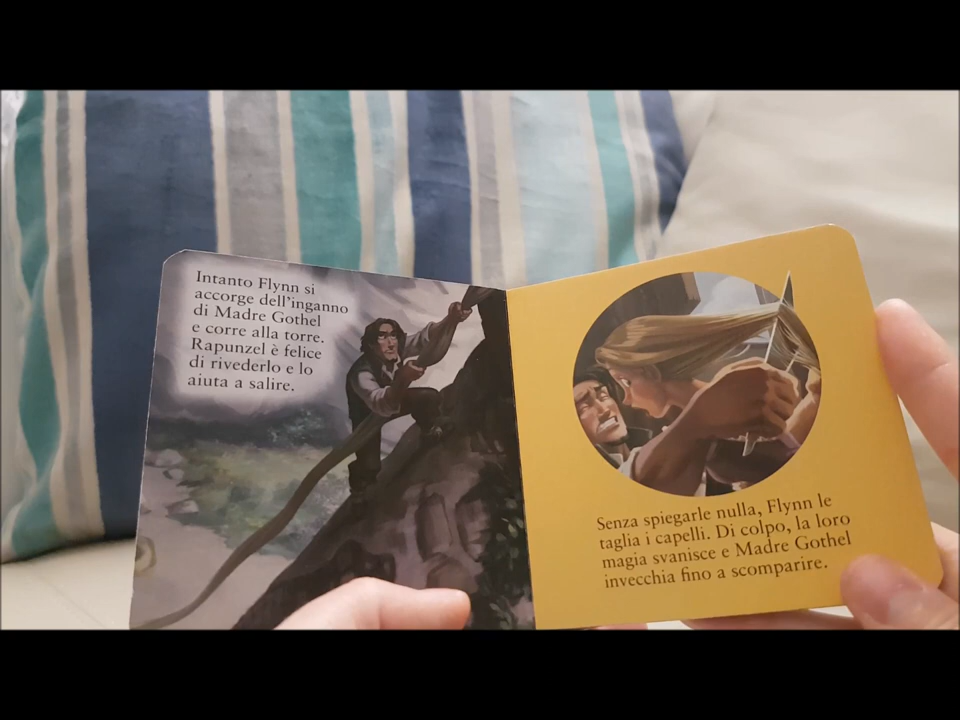 Intanto Flynn si
accorge dell'inganno
di Madre Gothel
e corre alla torre.
Rapunzel è felice
di rivederlo e lo
aiuta a salire.
Senza spiegarle nulla, Flynn le
taglia i capelli. Di colpo, la loro
magia svanisce e Madre Gothel
invecchia fino a scomparire.